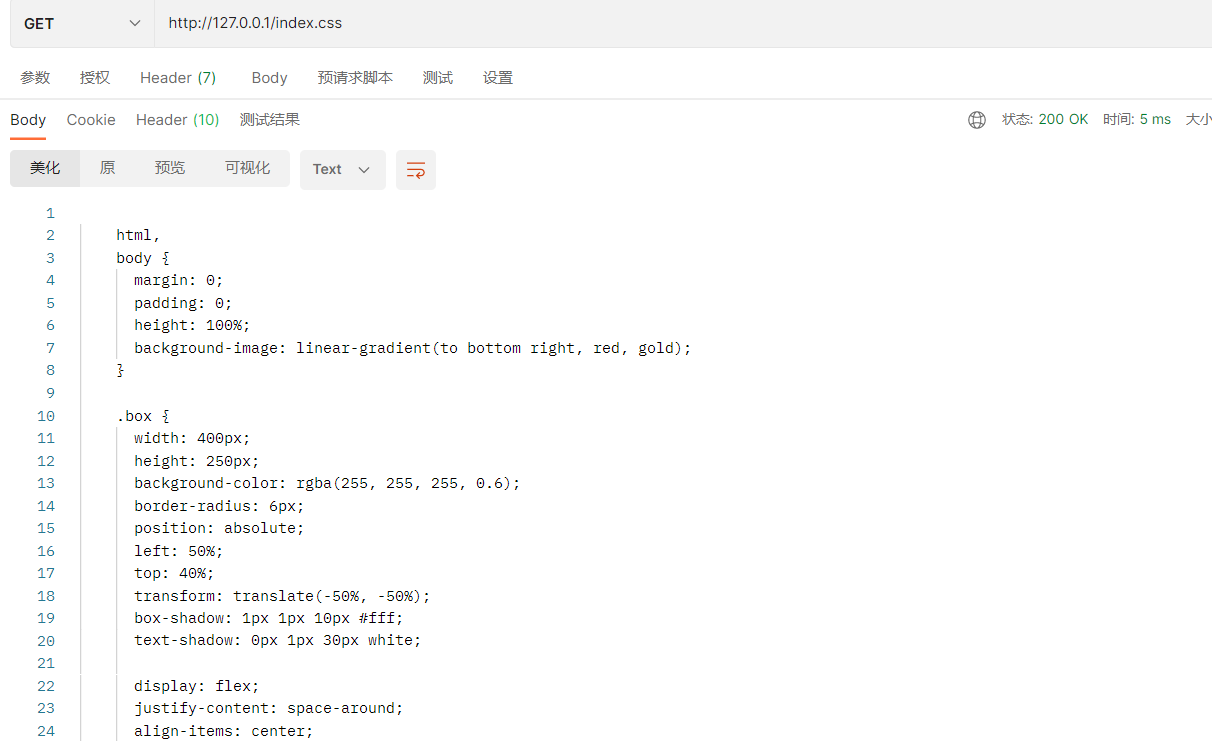 GET http://127.0.0.1/index.css
参数 授权 Header (7) Body 预请求脚本 测试 设置
Body Cookie Header (10) 测试结果 状态: 200 OK 时间: 5 ms 大小
美化 原 预览 可视化 Text
1
2 html,
3 body {
4 margin: 0;
5 padding: 0;
6 height: 100%;
7 background-image: linear-gradient(to bottom right, red, gold);
8 }
9
10 .box {
11 width: 400px;
12 height: 250px;
13 background-color: rgba(255, 255, 255, 0.6);
14 border-radius: 6px;
15 position: absolute;
16 left: 50%;
17 top: 40%;
18 transform: translate(-50%, -50%);
19 box-shadow: 1px 1px 10px #fff;
20 text-shadow: 0px 1px 30px white;
21
22 display: flex;
23 justify-content: space-around;
24 align-items: center;